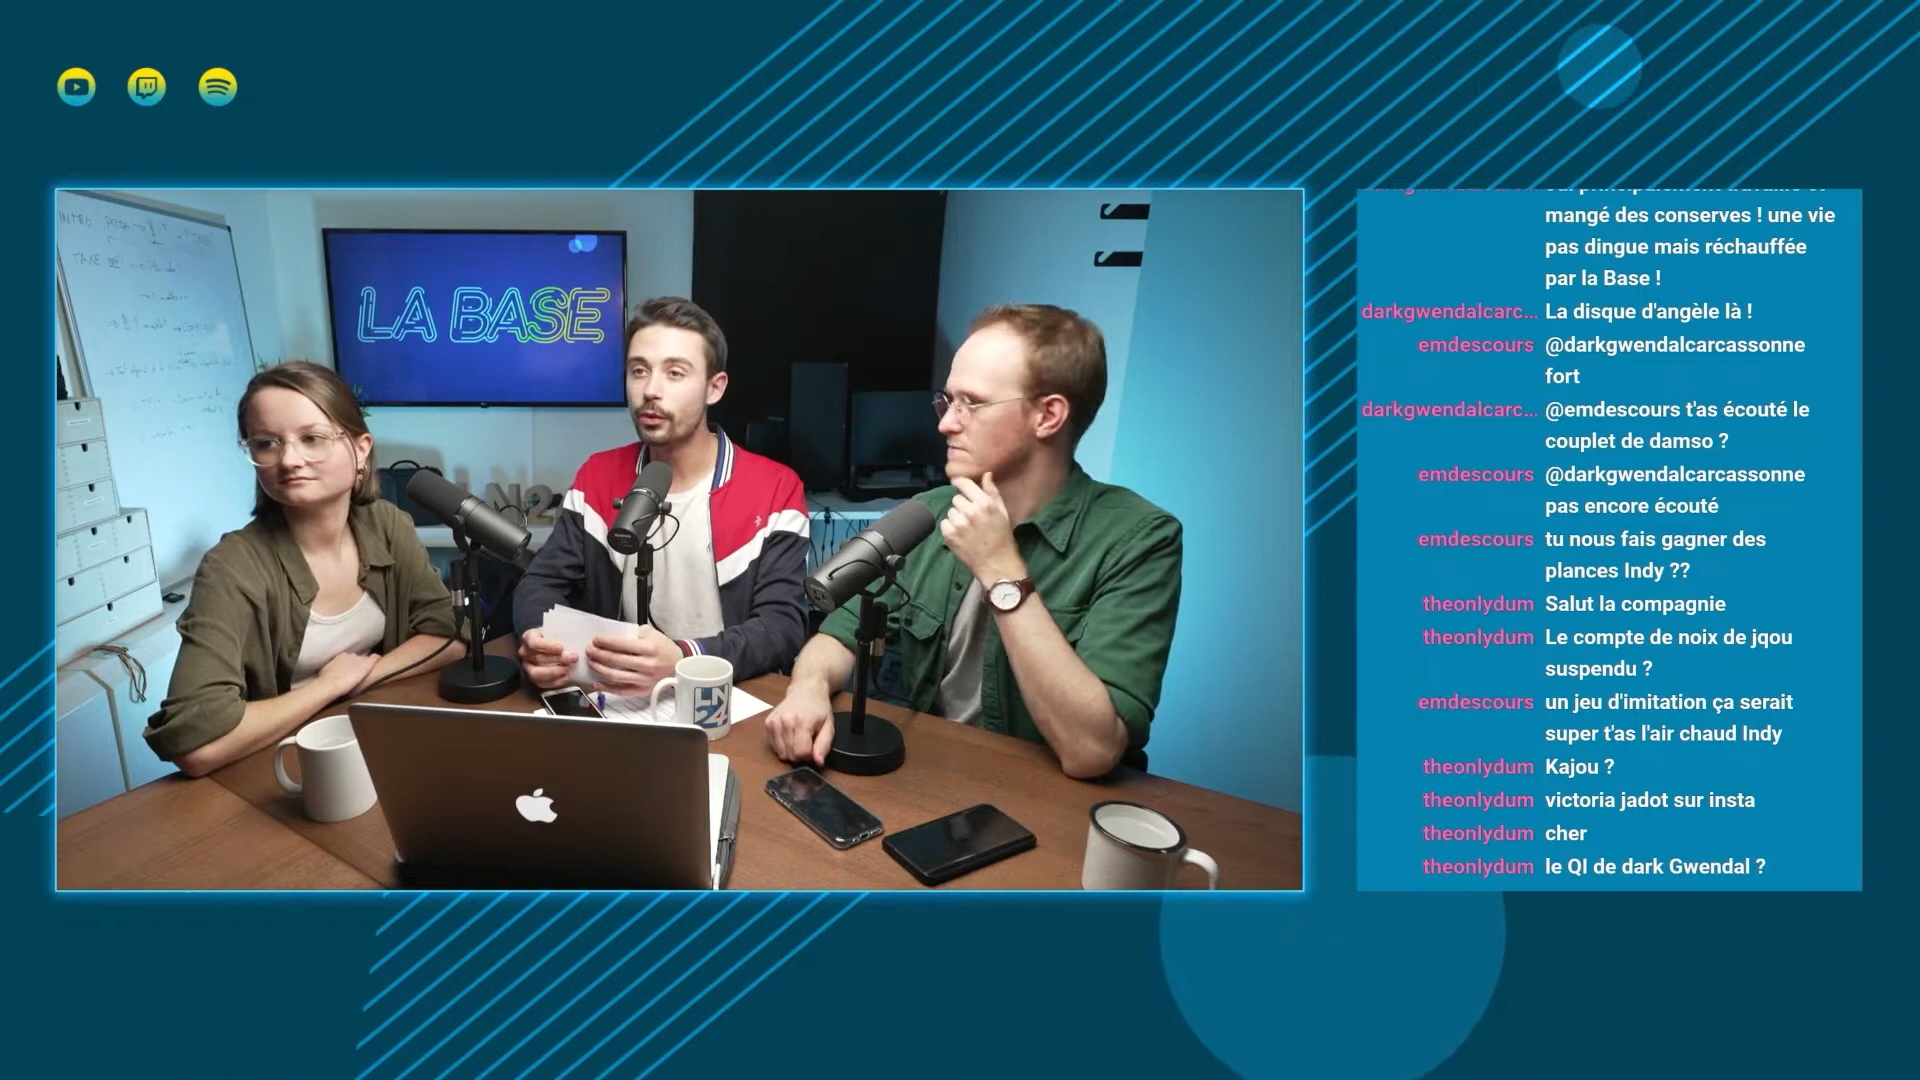 INTRO
LA BASE
LN24
LN
24
mangé des conserves ! une vie
pas dingue mais réchauffée
par la Base !
darkgwendalcarc... La disque d'angèle là !
emdescours @darkgwendalcarcassonne
fort
darkgwendalcarc... @emdescours t'as écouté le
couplet de damso ?
emdescours @darkgwendalcarcassonne
pas encore écouté
emdescours tu nous fais gagner des
plances Indy ??
theonlydum Salut la compagnie
theonlydum Le compte de noix de jqou
suspendu ?
emdescours un jeu d'imitation ça serait
super t'as l'air chaud Indy
theonlydum Kajou ?
theonlydum victoria jadot sur insta
theonlydum cher
theonlydum le QI de dark Gwendal ?